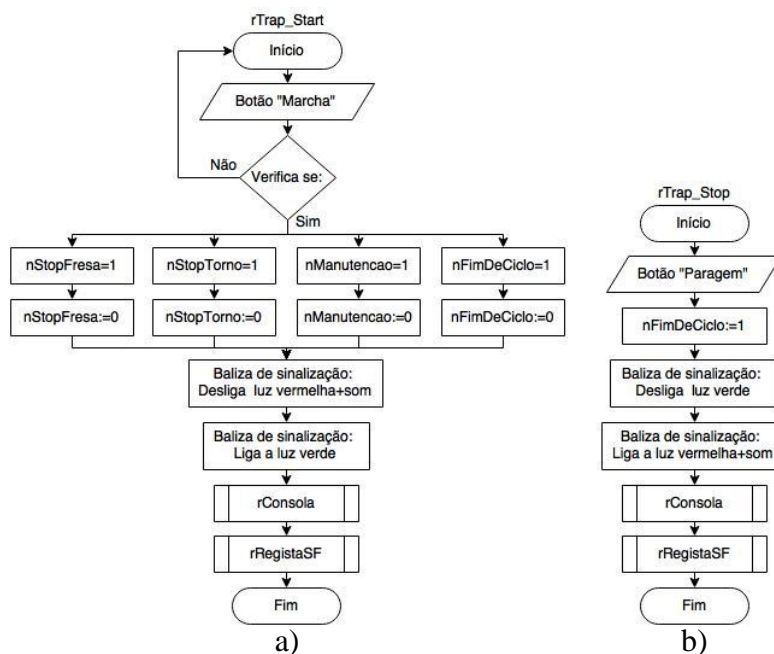 rTrap_Start
Início
Botão "Marcha"
Não
Verifica se:
Sim
nStopFresa=1
nStopTorno=1
nManutencao=1
nFimDeCiclo=1
nStopFresa:=0
nStopTorno:=0
nManutencao:=0
nFimDeCiclo:=0
Baliza de sinalização:
Desliga luz vermelha+som
Baliza de sinalização:
Liga a luz verde
rConsola
rRegistaSF
Fim
a)
rTrap_Stop
Início
Botão "Paragem"
nFimDeCiclo:=1
Baliza de sinalização:
Desliga luz verde
Baliza de sinalização:
Liga a luz vermelha+som
rConsola
rRegistaSF
Fim
b)